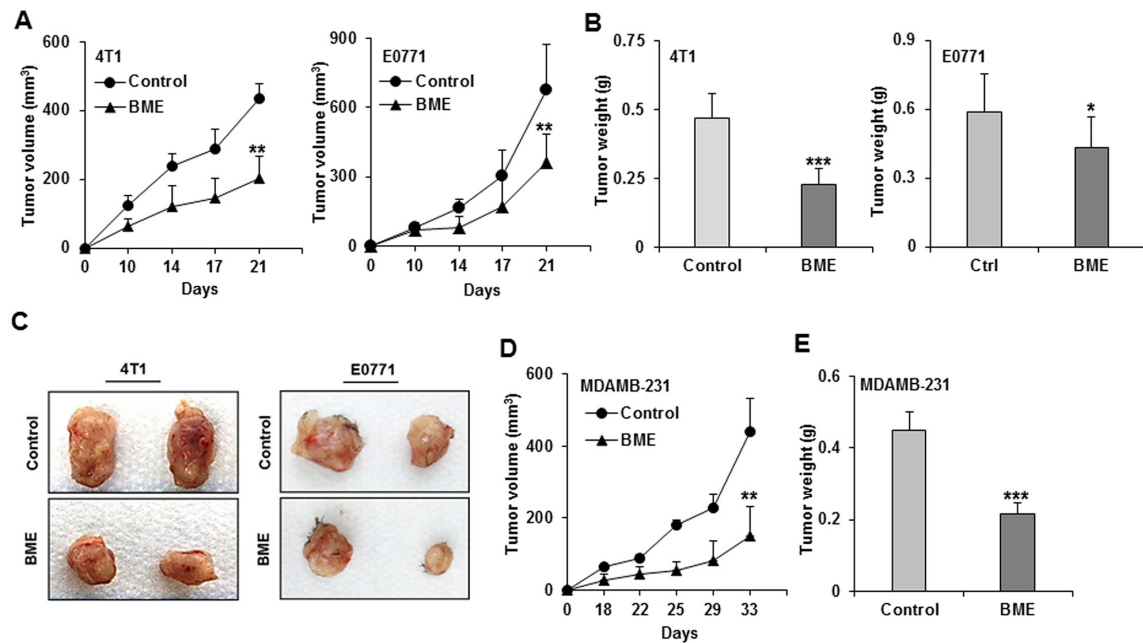 A
4T1
Control
BME
Tumor volume (mm³)
600
400
200
0
0 10 14 17 21
Days
E0771
Control
BME
Tumor volume (mm³)
900
600
300
0
0 10 14 17 21
Days
**
**
B
4T1
Tumor weight (g)
0.75
0.5
0.25
0
***
Control BME
E0771
Tumor weight (g)
0.9
0.6
0.3
0
*
Ctrl BME
C
4T1
Control
BME
E0771
Control
BME
D
MDAMB-231
Control
BME
Tumor volume (mm³)
600
400
200
0
**
0 18 22 25 29 33
Days
E
MDAMB-231
Tumor weight (g)
0.6
0.4
0.2
0
***
Control BME